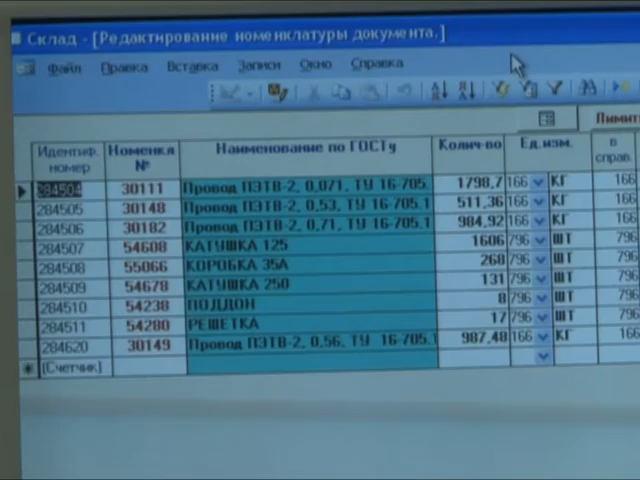 Склад - [Редактирование номенклатуры документа.]
Файл Правка Вставка Записи Окно Справка
Лимити
Идентиф. номер Номенкл № Наименование по ГОСТу Колич-во Ед.изм. в справ.
284504 30111 Провод ПЭТВ-2, 0,071, ТУ 16-705. 1798,7 166 КГ 166
284505 30148 Провод ПЭТВ-2, 0,53, ТУ 16-705.1 511,36 166 КГ 166
284506 30182 Провод ПЭТВ-2, 0,71, ТУ 16-705.1 984,92 166 КГ 166
284507 54608 КАТУШКА 125 1606 796 ШТ 796
284508 55066 КОРОБКА 35А 268 796 ШТ 796
284509 54678 КАТУШКА 250 131 796 ШТ 796
284510 54238 ПОДДОН 8 796 ШТ 796
284511 54280 РЕШЕТКА 17 796 ШТ 796
284620 30149 Провод ПЭТВ-2, 0,56, ТУ 16-705.1 987,48 166 КГ 166
(Счетчик)